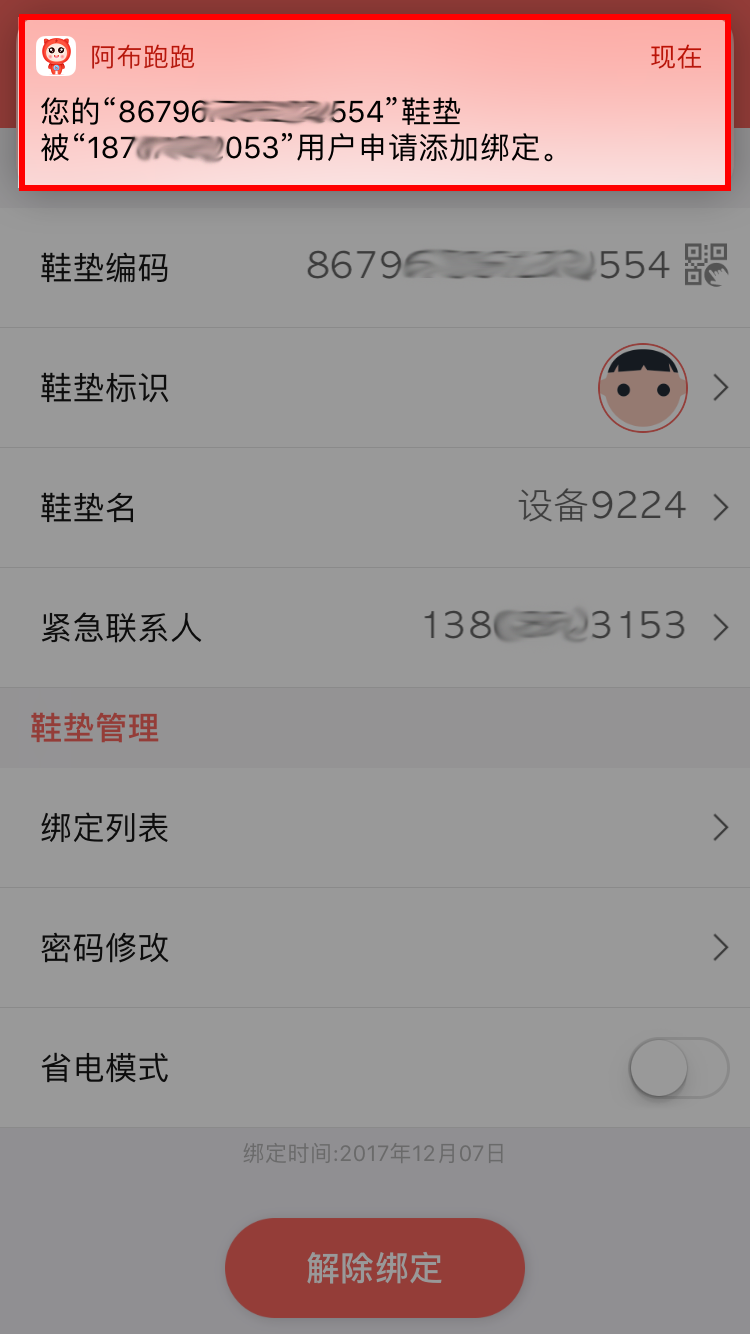 阿布跑跑 现在
您的“86796 554”鞋垫
被“187 053”用户申请添加绑定。
鞋垫编码 8679 554
鞋垫标识
鞋垫名 设备9224
紧急联系人 138 3153
鞋垫管理
绑定列表
密码修改
省电模式
绑定时间:2017年12月07日
解除绑定